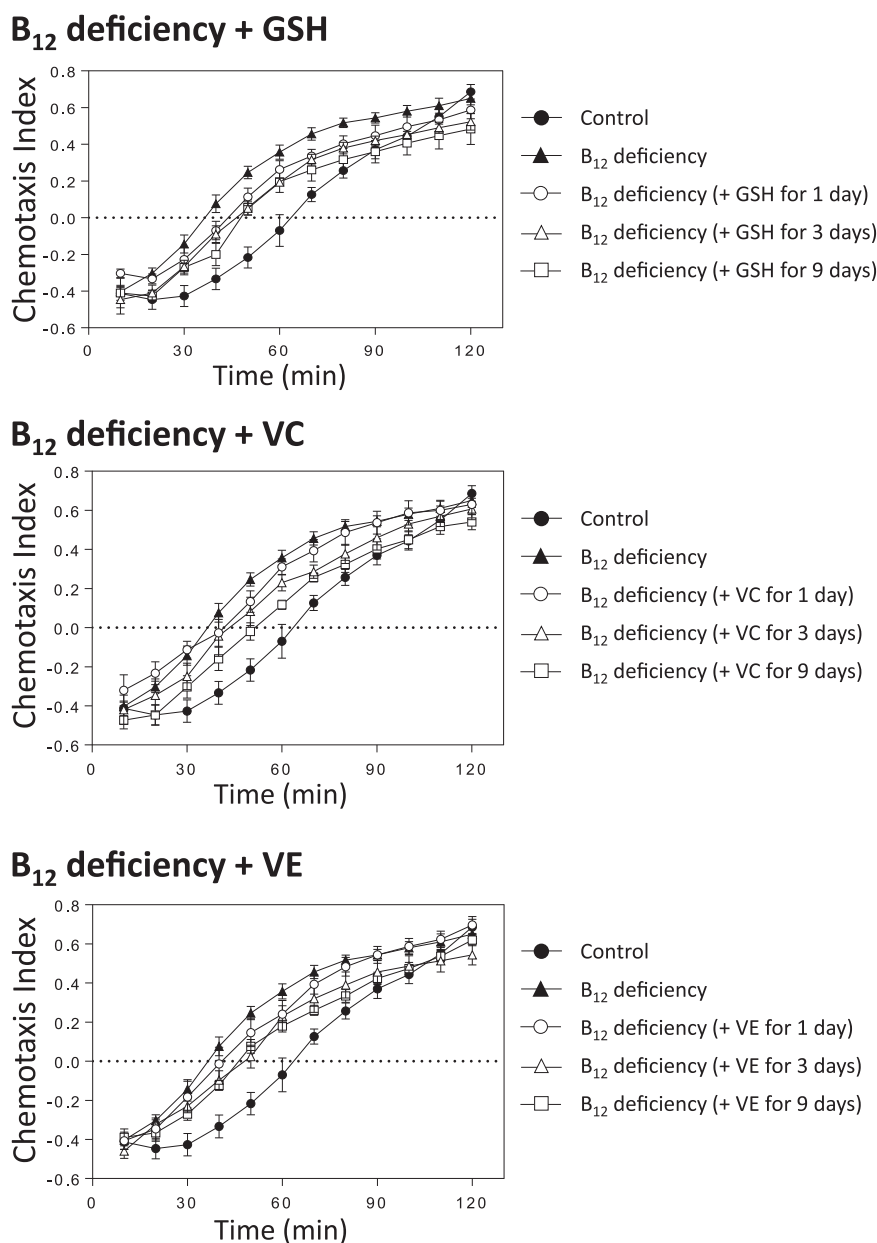 B12 deficiency + GSH
0.8
0.6
0.4
0.2
0.0
-0.2
-0.4
-0.6
Chemotaxis Index
0 30 60 90 120
Time (min)
Control
B12 deficiency
B12 deficiency (+ GSH for 1 day)
B12 deficiency (+ GSH for 3 days)
B12 deficiency (+ GSH for 9 days)
B12 deficiency + VC
0.8
0.6
0.4
0.2
0.0
-0.2
-0.4
-0.6
Chemotaxis Index
0 30 60 90 120
Time (min)
Control
B12 deficiency
B12 deficiency (+ VC for 1 day)
B12 deficiency (+ VC for 3 days)
B12 deficiency (+ VC for 9 days)
B12 deficiency + VE
0.8
0.6
0.4
0.2
0.0
-0.2
-0.4
-0.6
Chemotaxis Index
0 30 60 90 120
Time (min)
Control
B12 deficiency
B12 deficiency (+ VE for 1 day)
B12 deficiency (+ VE for 3 days)
B12 deficiency (+ VE for 9 days)